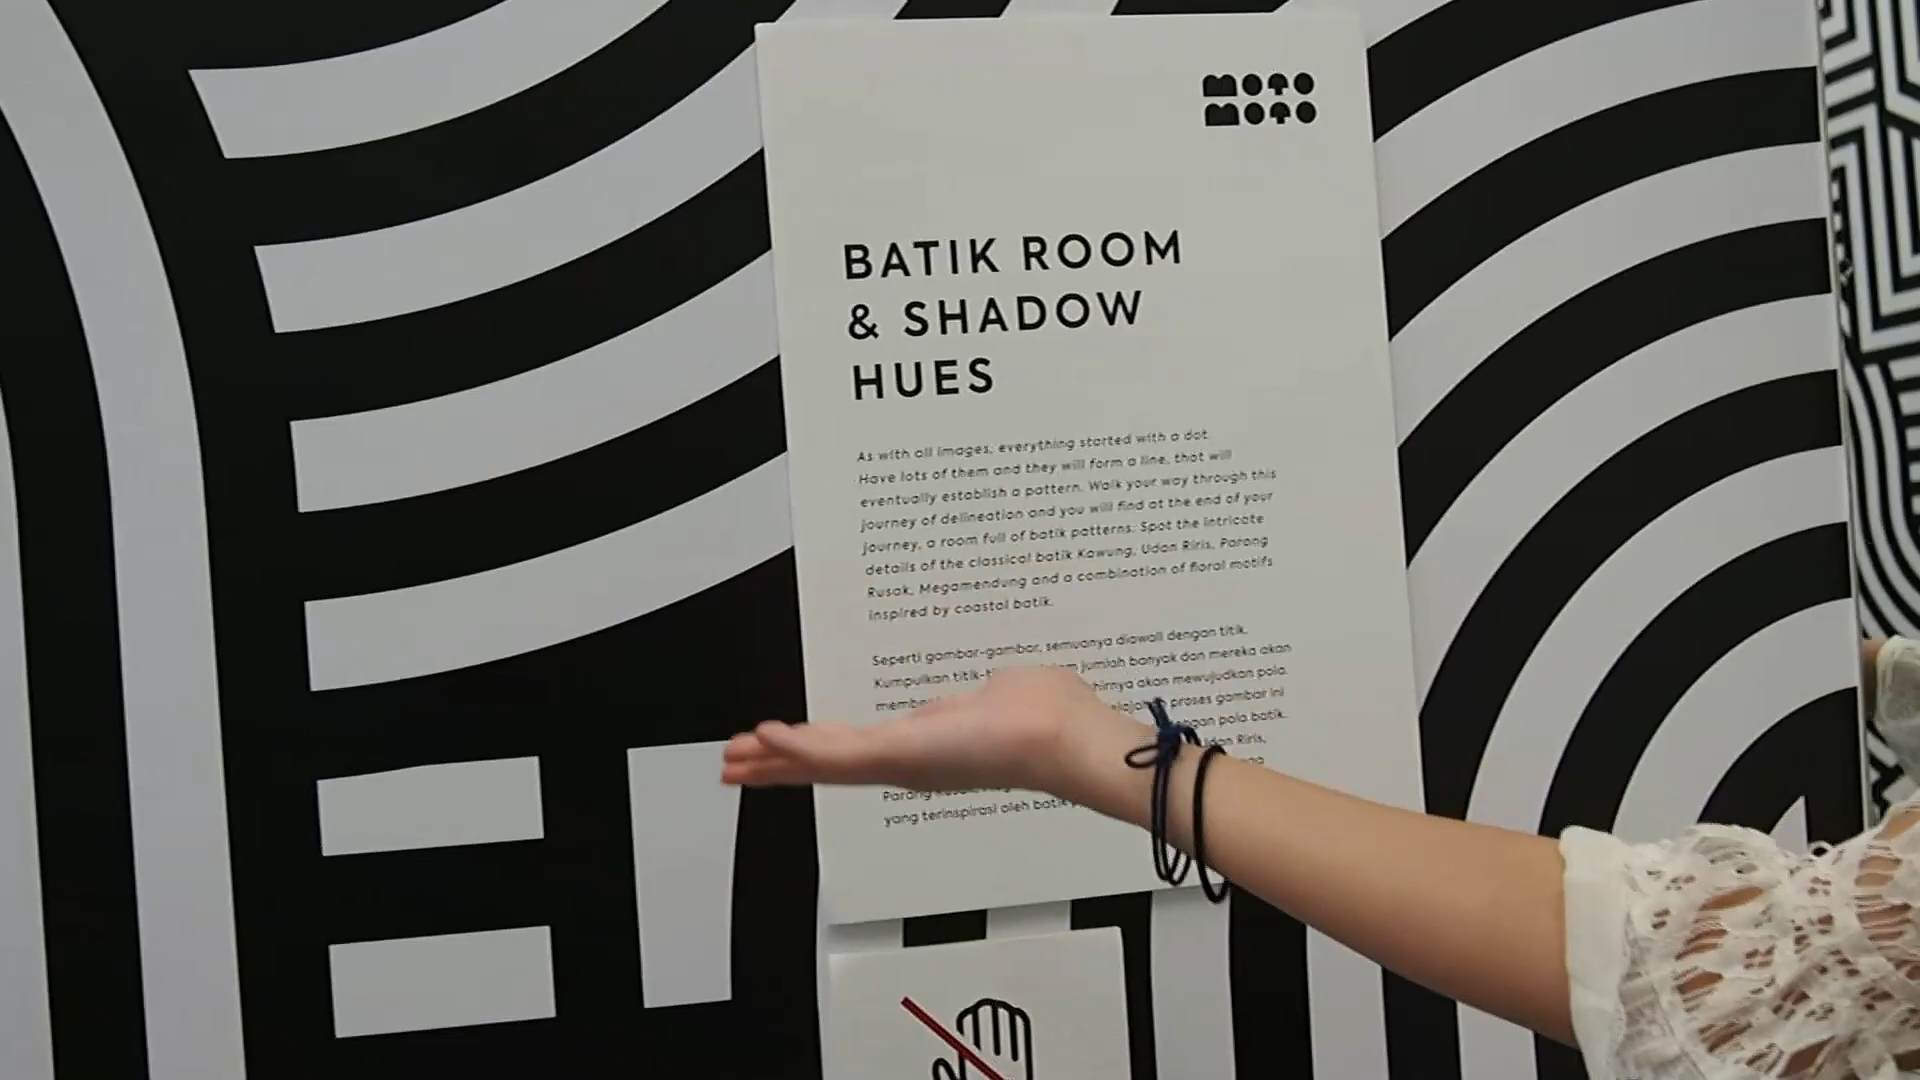 MOTO
MOTO
BATIK ROOM
& SHADOW
HUES
As with all images, everything started with a dot.
Have lots of them and they will form a line, that will
eventually establish a pattern. Walk your way through this
journey of delineation and you will find at the end of your
journey, a room full of batik patterns. Spot the intricate
details of the classical batik Kawung, Udan Riris, Parang
Rusak, Megamendung and a combination of floral motifs
inspired by coastal batik.
Seperti gambar-gambar, semuanya diawali dengan titik.
Kumpulkan jumlah banyak dan mereka akan
akan mewujudkan pola.
proses gambar ini
pola batik.
Udan Riris,
Parang
yang terinspirasi oleh batik